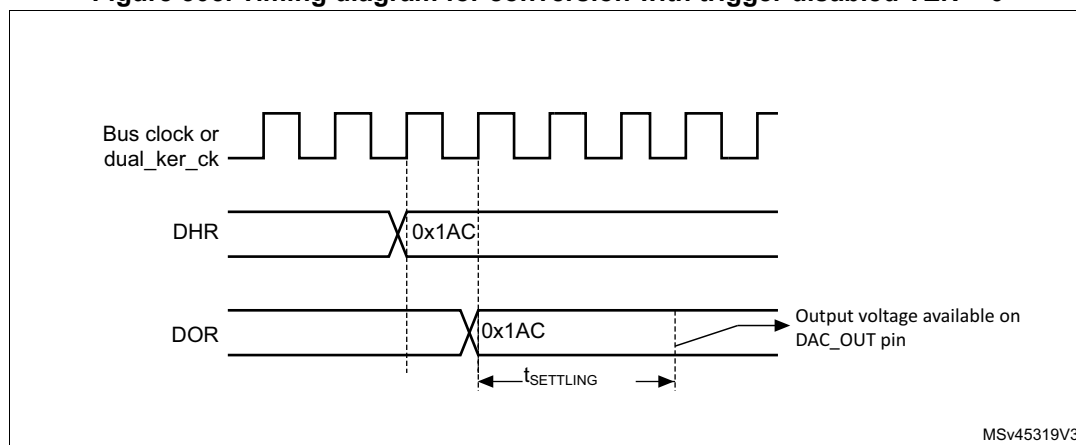 Bus clock or
dual_ker_ck
DHR
0x1AC
DOR
0x1AC
Output voltage available on
DAC_OUT pin
tSETTLING
MSv45319V3